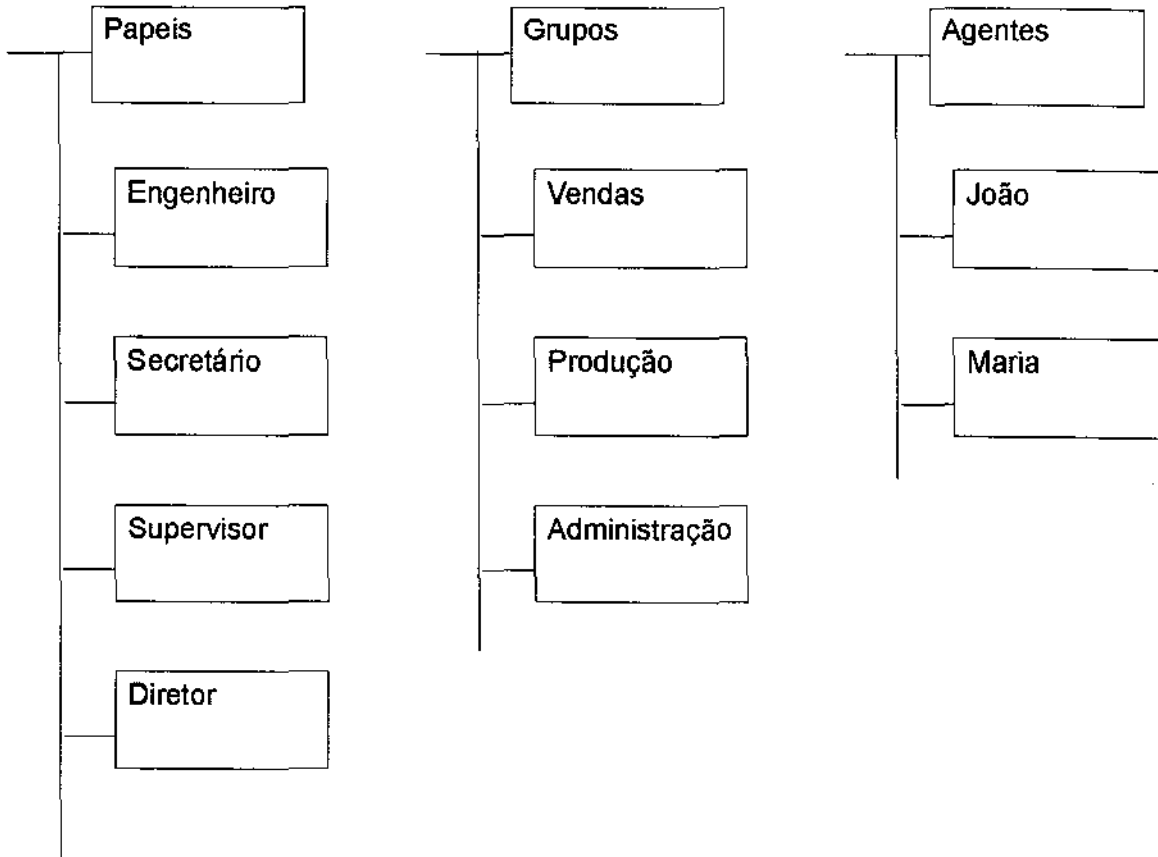 Papeis
Engenheiro
Secretário
Supervisor
Diretor
Grupos
Vendas
Produção
Administração
Agentes
João
Maria